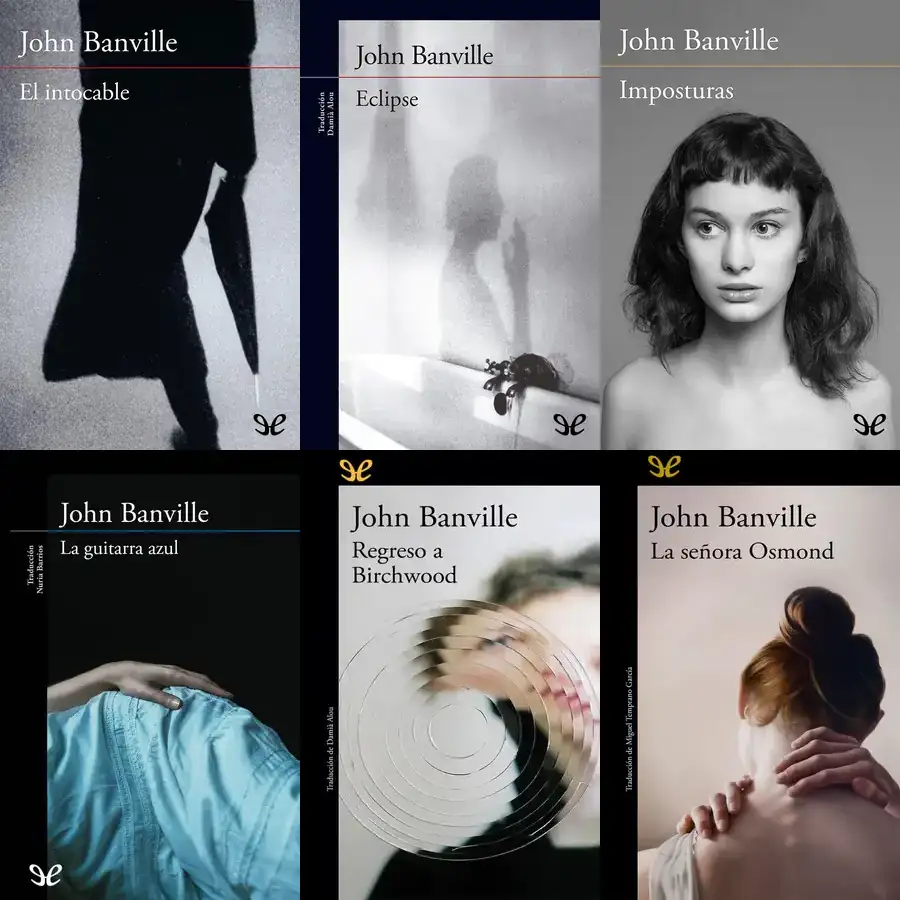 John Banville
El intocable
John Banville
Eclipse
Traducción
Damià Alou
John Banville
Imposturas
John Banville
La guitarra azul
Traducción
Nuria Barrios
John Banville
Regreso a
Birchwood
Traducción de Damià Alou
John Banville
La señora Osmond
Traducción de Miguel Temprano García